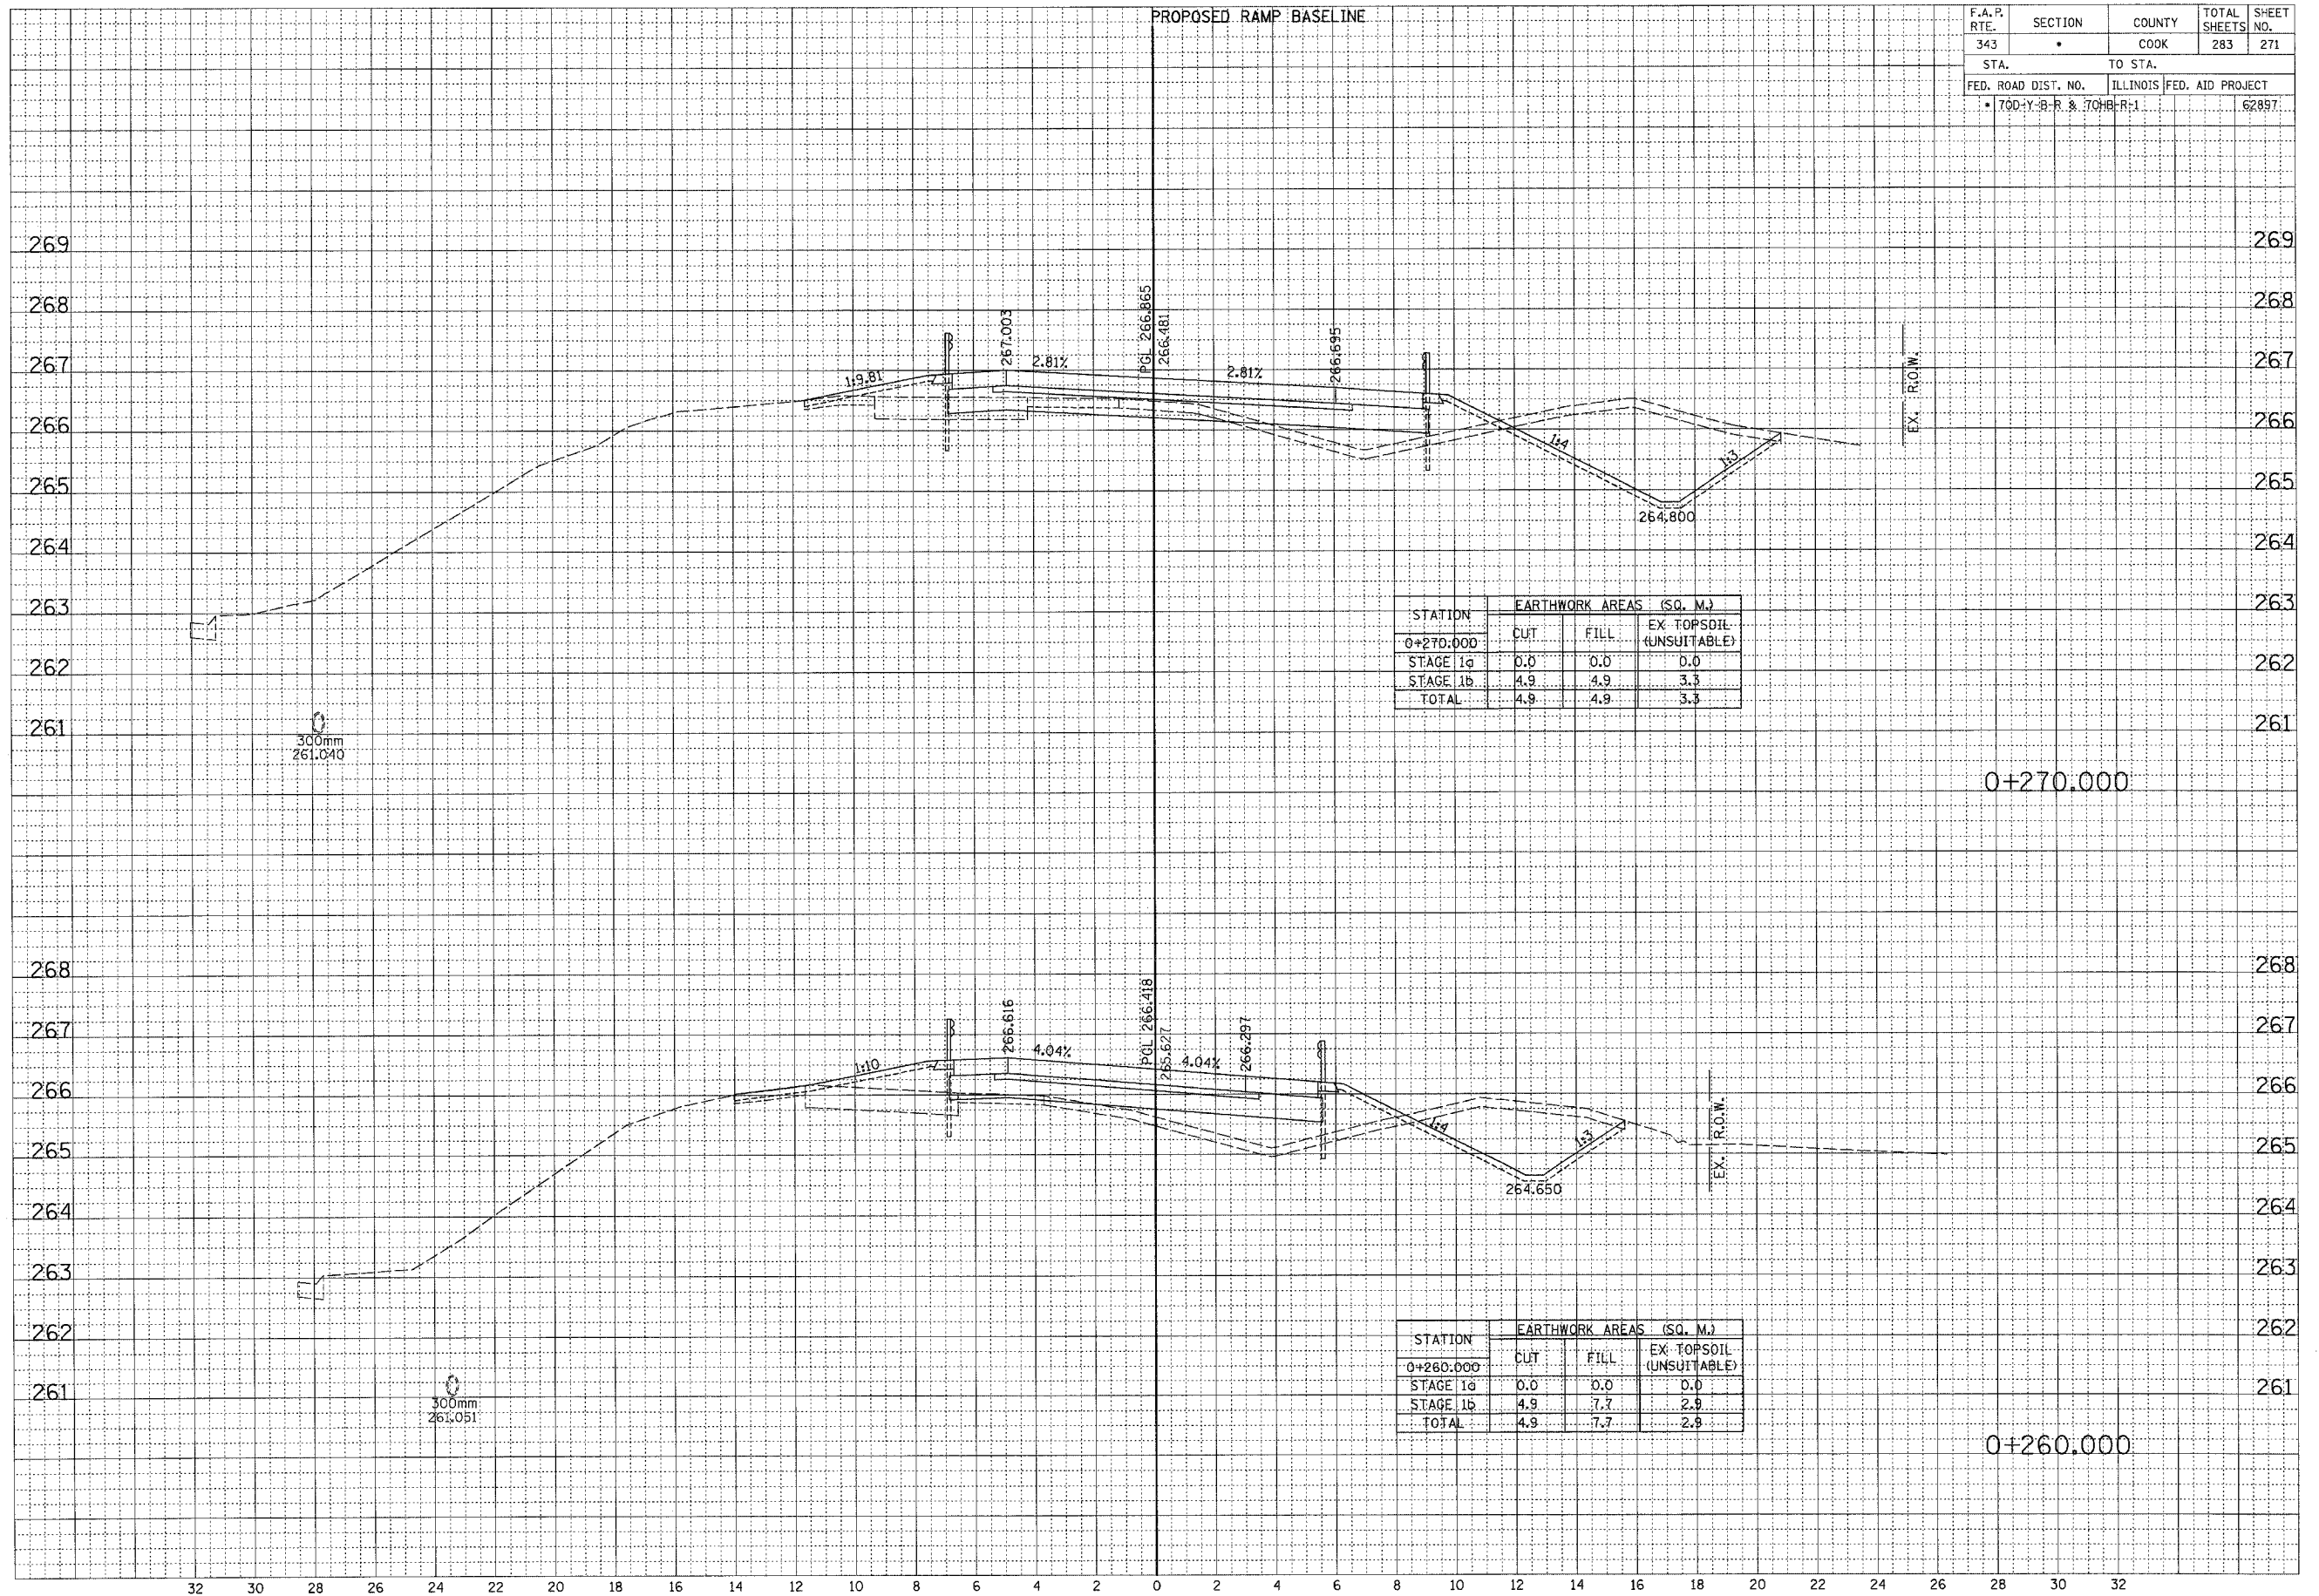 PROPOSED RAMP BASELINE
F.A.P. RTE. SECTION COUNTY TOTAL SHEETS SHEET NO.
343 • COOK 283 271
STA. TO STA.
FED. ROAD DIST. NO. ILLINOIS FED. AID PROJECT
• 70D-Y-B-R & 70HB-R-1 62897
269 269
268 268
267 267
266 266
265 265
264 264
263 263
262 262
261 261
1:9.81
267.003
2.81%
PGL 266.865
266.481
2.81%
266.695
1:4
1:3
264.800
EX. R.O.W.
300mm
261.040
STATION EARTHWORK AREAS (SQ. M.)
0+270.000 CUT FILL EX TOPSOIL (UNSUITABLE)
STAGE 1a 0.0 0.0 0.0
STAGE 1b 4.9 4.9 3.3
TOTAL 4.9 4.9 3.3
0+270.000
268 268
267 267
266 266
265 265
264 264
263 263
262 262
261 261
1:10
266.616
4.04%
PGL 266.418
265.627
4.04%
266.297
1:4
1:3
264.650
EX. R.O.W.
300mm
261.051
STATION EARTHWORK AREAS (SQ. M.)
0+260.000 CUT FILL EX TOPSOIL (UNSUITABLE)
STAGE 1a 0.0 0.0 0.0
STAGE 1b 4.9 7.7 2.9
TOTAL 4.9 7.7 2.9
0+260.000
32 30 28 26 24 22 20 18 16 14 12 10 8 6 4 2 0 2 4 6 8 10 12 14 16 18 20 22 24 26 28 30 32